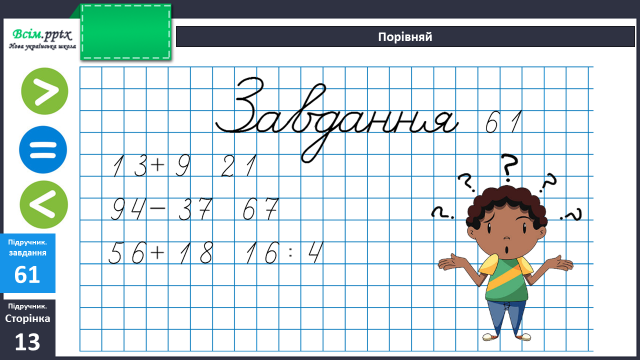 Всім.pptx
Нова українська школа
Порівняй
Завдання 61
13+ 9 21
94− 37 67
56+ 18 16 : 4
>
=
<
Підручник.
завдання
61
Підручник.
Сторінка
13
? ? ? ? ?